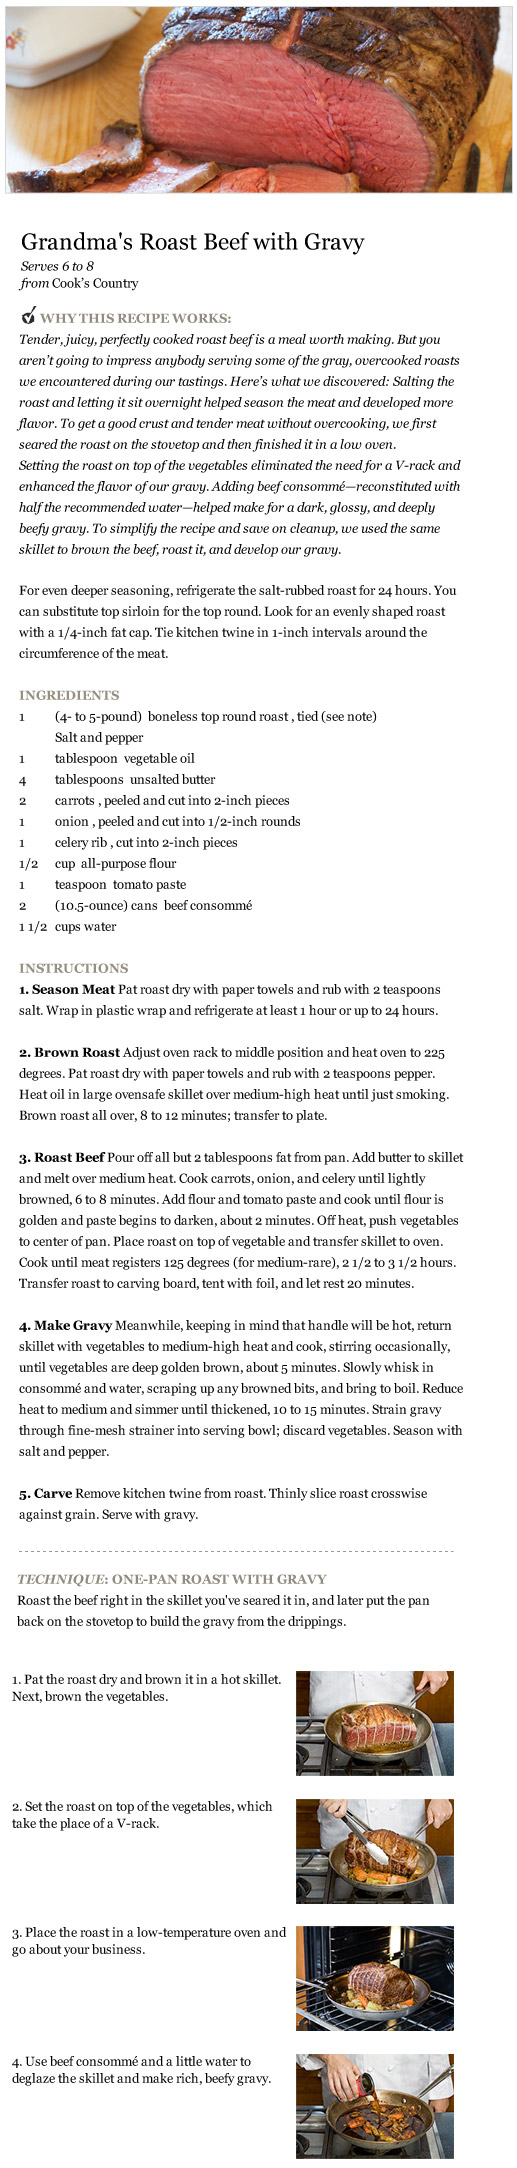 Grandma's Roast Beef with Gravy
Serves 6 to 8
from Cook's Country
WHY THIS RECIPE WORKS:
Tender, juicy, perfectly cooked roast beef is a meal worth making. But you
aren't going to impress anybody serving some of the gray, overcooked roasts
we encountered during our tastings. Here's what we discovered: Salting the
roast and letting it sit overnight helped season the meat and developed more
flavor. To get a good crust and tender meat without overcooking, we first
seared the roast on the stovetop and then finished it in a low oven.
Setting the roast on top of the vegetables eliminated the need for a V-rack and
enhanced the flavor of our gravy. Adding beef consommé—reconstituted with
half the recommended water—helped make for a dark, glossy, and deeply
beefy gravy. To simplify the recipe and save on cleanup, we used the same
skillet to brown the beef, roast it, and develop our gravy.
For even deeper seasoning, refrigerate the salt-rubbed roast for 24 hours. You
can substitute top sirloin for the top round. Look for an evenly shaped roast
with a 1/4-inch fat cap. Tie kitchen twine in 1-inch intervals around the
circumference of the meat.
INGREDIENTS
1 (4- to 5-pound) boneless top round roast , tied (see note)
Salt and pepper
1 tablespoon vegetable oil
4 tablespoons unsalted butter
2 carrots , peeled and cut into 2-inch pieces
1 onion , peeled and cut into 1/2-inch rounds
1 celery rib , cut into 2-inch pieces
1/2 cup all-purpose flour
1 teaspoon tomato paste
2 (10.5-ounce) cans beef consommé
1 1/2 cups water
INSTRUCTIONS
1. Season Meat Pat roast dry with paper towels and rub with 2 teaspoons
salt. Wrap in plastic wrap and refrigerate at least 1 hour or up to 24 hours.
2. Brown Roast Adjust oven rack to middle position and heat oven to 225
degrees. Pat roast dry with paper towels and rub with 2 teaspoons pepper.
Heat oil in large ovensafe skillet over medium-high heat until just smoking.
Brown roast all over, 8 to 12 minutes; transfer to plate.
3. Roast Beef Pour off all but 2 tablespoons fat from pan. Add butter to skillet
and melt over medium heat. Cook carrots, onion, and celery until lightly
browned, 6 to 8 minutes. Add flour and tomato paste and cook until flour is
golden and paste begins to darken, about 2 minutes. Off heat, push vegetables
to center of pan. Place roast on top of vegetable and transfer skillet to oven.
Cook until meat registers 125 degrees (for medium-rare), 2 1/2 to 3 1/2 hours.
Transfer roast to carving board, tent with foil, and let rest 20 minutes.
4. Make Gravy Meanwhile, keeping in mind that handle will be hot, return
skillet with vegetables to medium-high heat and cook, stirring occasionally,
until vegetables are deep golden brown, about 5 minutes. Slowly whisk in
consommé and water, scraping up any browned bits, and bring to boil. Reduce
heat to medium and simmer until thickened, 10 to 15 minutes. Strain gravy
through fine-mesh strainer into serving bowl; discard vegetables. Season with
salt and pepper.
5. Carve Remove kitchen twine from roast. Thinly slice roast crosswise
against grain. Serve with gravy.
TECHNIQUE: ONE-PAN ROAST WITH GRAVY
Roast the beef right in the skillet you've seared it in, and later put the pan
back on the stovetop to build the gravy from the drippings.
1. Pat the roast dry and brown it in a hot skillet.
Next, brown the vegetables.
2. Set the roast on top of the vegetables, which
take the place of a V-rack.
3. Place the roast in a low-temperature oven and
go about your business.
4. Use beef consommé and a little water to
deglaze the skillet and make rich, beefy gravy.